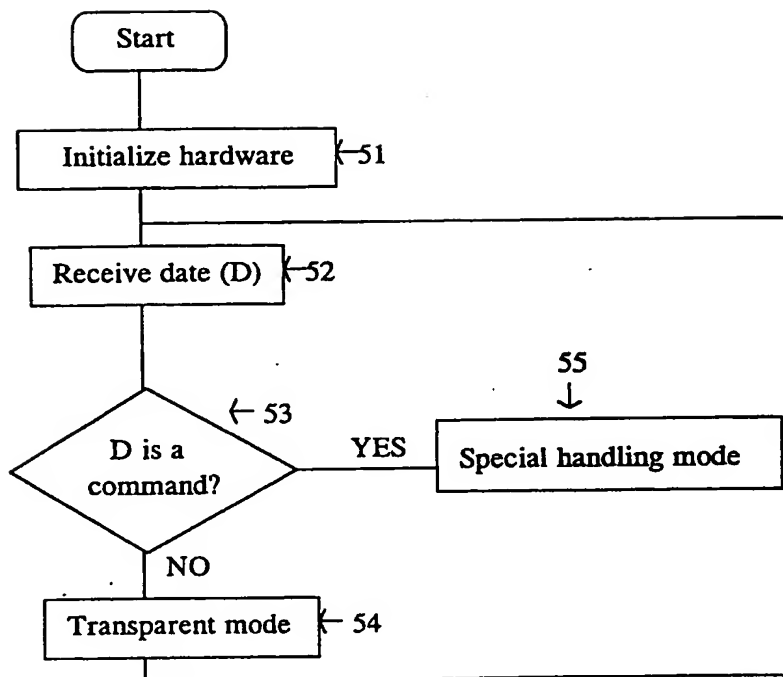 Start
Initialize hardware
51
Receive date (D)
52
53
D is a
command?
YES
55
Special handling mode
NO
Transparent mode
54